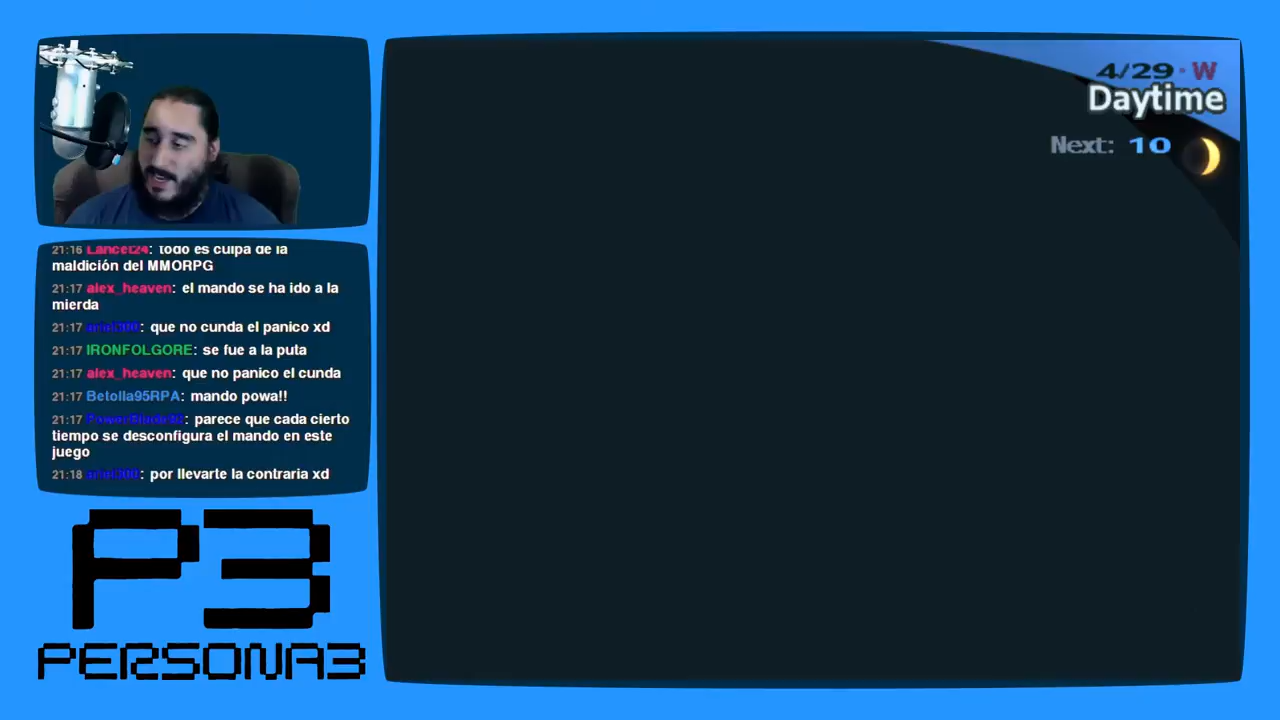 4/29 · W
Daytime
Next: 10
21:16 Lancet24: todo es culpa de la
maldición del MMORPG
21:17 alex_heaven: el mando se ha ido a la
mierda
21:17 : que no cunda el panico xd
21:17 IRONFOLGORE: se fue a la puta
21:17 alex_heaven: que no panico el cunda
21:17 Betolla95RPA: mando powa!!
21:17 : parece que cada cierto
tiempo se desconfigura el mando en este
juego
21:18 : por llevarte la contraria xd
P3
PERSONA3